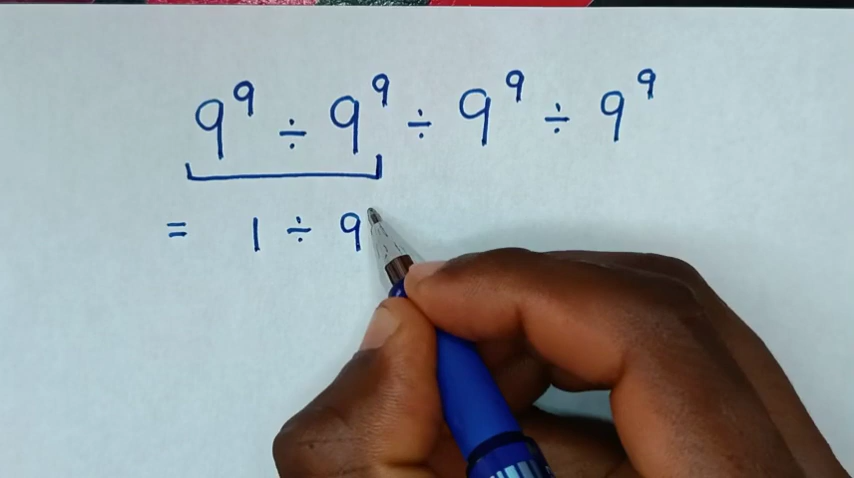 9⁹ ÷ 9⁹ ÷ 9⁹ ÷ 9⁹
= 1 ÷ 9